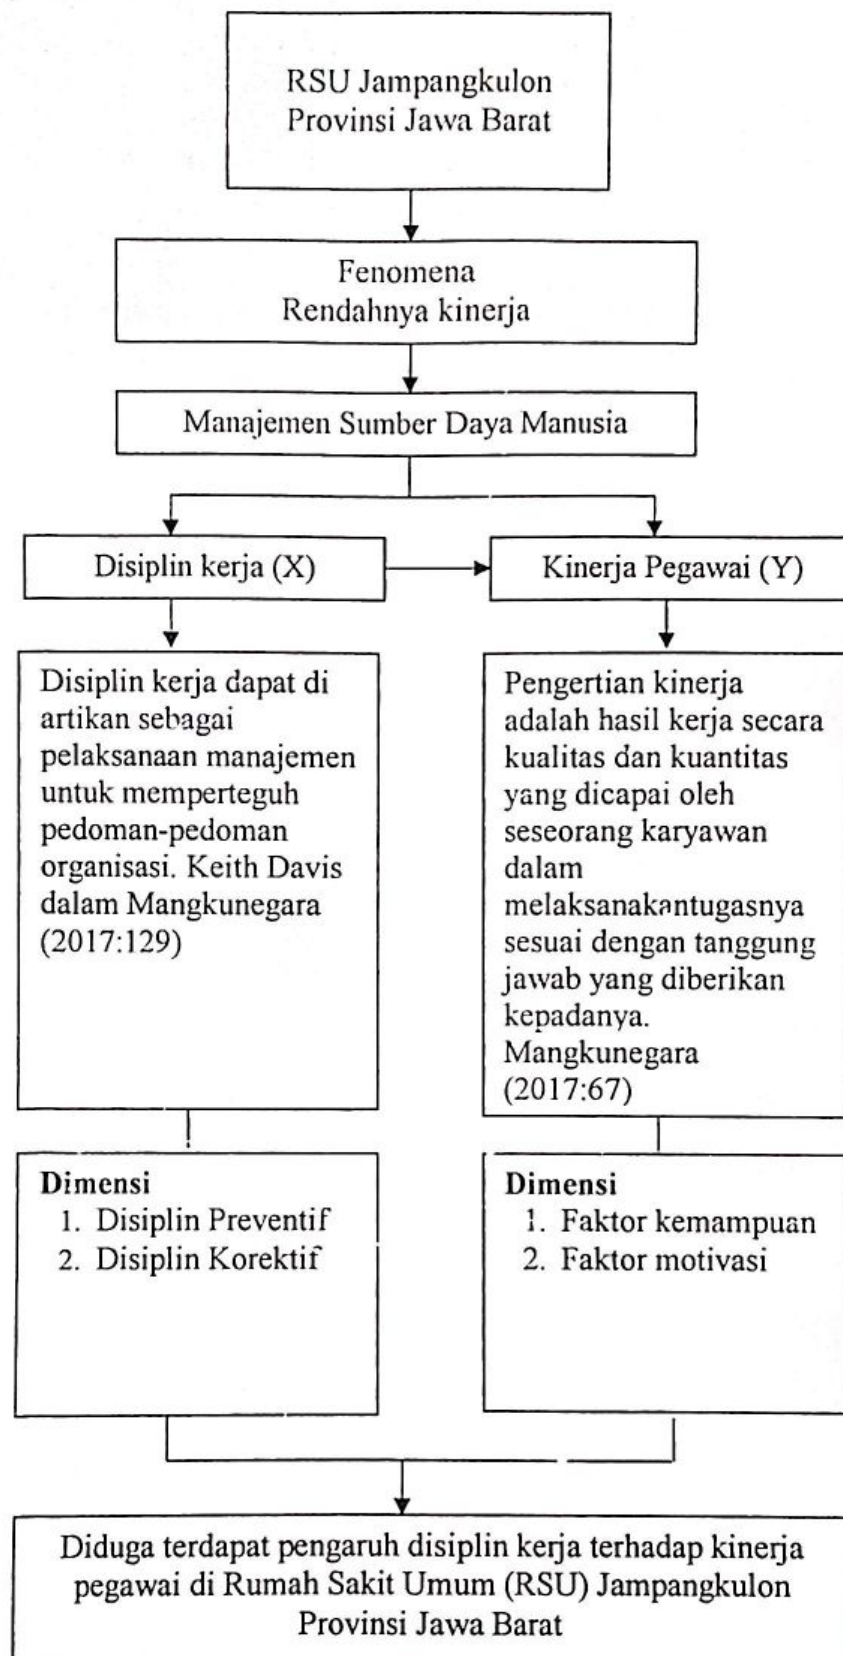 RSU Jampangkulon
Provinsi Jawa Barat
Fenomena
Rendahnya kinerja
Manajemen Sumber Daya Manusia
Disiplin kerja (X)
Kinerja Pegawai (Y)
Disiplin kerja dapat di
artikan sebagai
pelaksanaan manajemen
untuk memperteguh
pedoman-pedoman
organisasi. Keith Davis
dalam Mangkunegara
(2017:129)
Pengertian kinerja
adalah hasil kerja secara
kualitas dan kuantitas
yang dicapai oleh
seseorang karyawan
dalam
melaksanakantugasnya
sesuai dengan tanggung
jawab yang diberikan
kepadanya.
Mangkunegara
(2017:67)
Dimensi
1. Disiplin Preventif
2. Disiplin Korektif
Dimensi
1. Faktor kemampuan
2. Faktor motivasi
Diduga terdapat pengaruh disiplin kerja terhadap kinerja
pegawai di Rumah Sakit Umum (RSU) Jampangkulon
Provinsi Jawa Barat